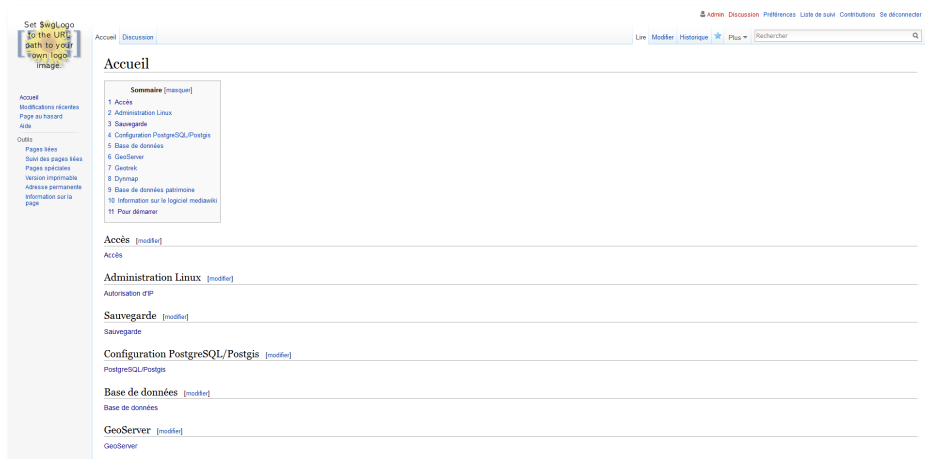 Admin Discussion Préférences Liste de suivi Contributions Se déconnecter
Set $wgLogo
to the URL
path to your
own logo
image.
Accueil Discussion
Lire Modifier Historique Plus Rechercher
Accueil
Accueil
Modifications récentes
Page au hasard
Aide
Outils
Pages liées
Suivi des pages liées
Pages spéciales
Version imprimable
Adresse permanente
Information sur la
page
Sommaire [masquer]
1 Accès
2 Administration Linux
3 Sauvegarde
4 Configuration PostgreSQL/Postgis
5 Base de données
6 GeoServer
7 Geotrek
8 Dynmap
9 Base de données patrimoine
10 Information sur le logiciel mediawiki
11 Pour démarrer
Accès [modifier]
Accès
Administration Linux [modifier]
Autorisation d'IP
Sauvegarde [modifier]
Sauvegarde
Configuration PostgreSQL/Postgis [modifier]
PostgreSQL/Postgis
Base de données [modifier]
Base de données
GeoServer [modifier]
GeoServer